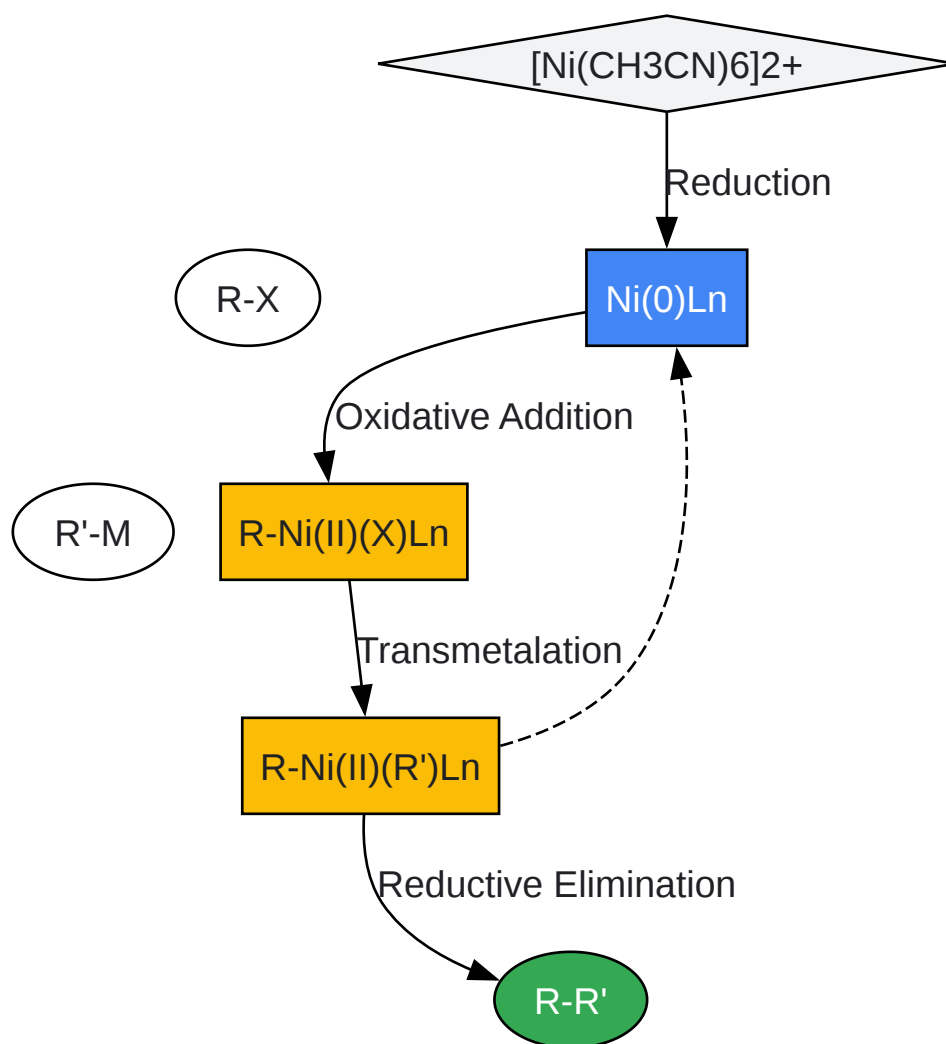 [Ni(CH3CN)6]2+
Reduction
R-X
Ni(0)Ln
Oxidative Addition
R'-M
R-Ni(II)(X)Ln
Transmetalation
R-Ni(II)(R')Ln
Reductive Elimination
R-R'